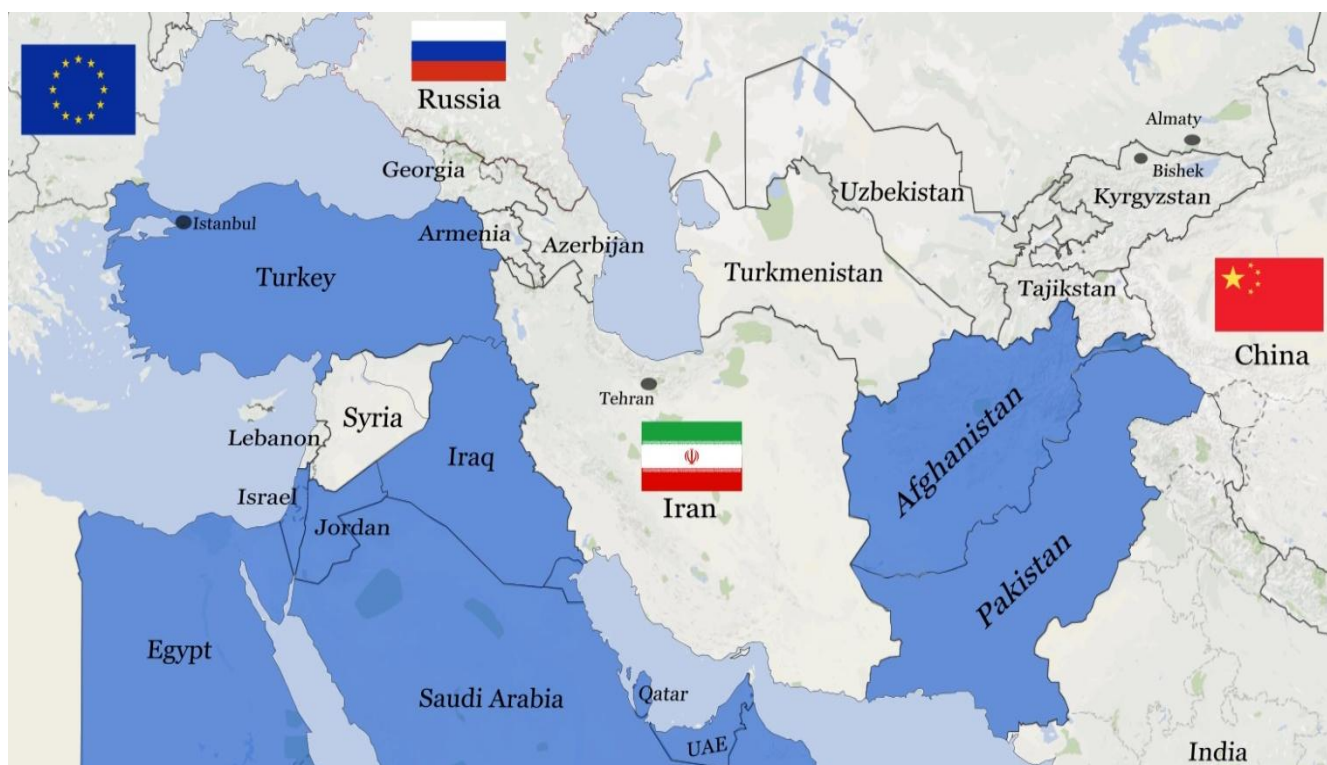 Russia
Georgia
Armenia
Azerbijan
Istanbul
Turkey
Almaty
Bishek
Kyrgyzstan
Uzbekistan
Turkmenistan
Tajikstan
China
Tehran
Iran
Syria
Lebanon
Iraq
Israel
Jordan
Afghanistan
Pakistan
Egypt
Saudi Arabia
Qatar
UAE
India